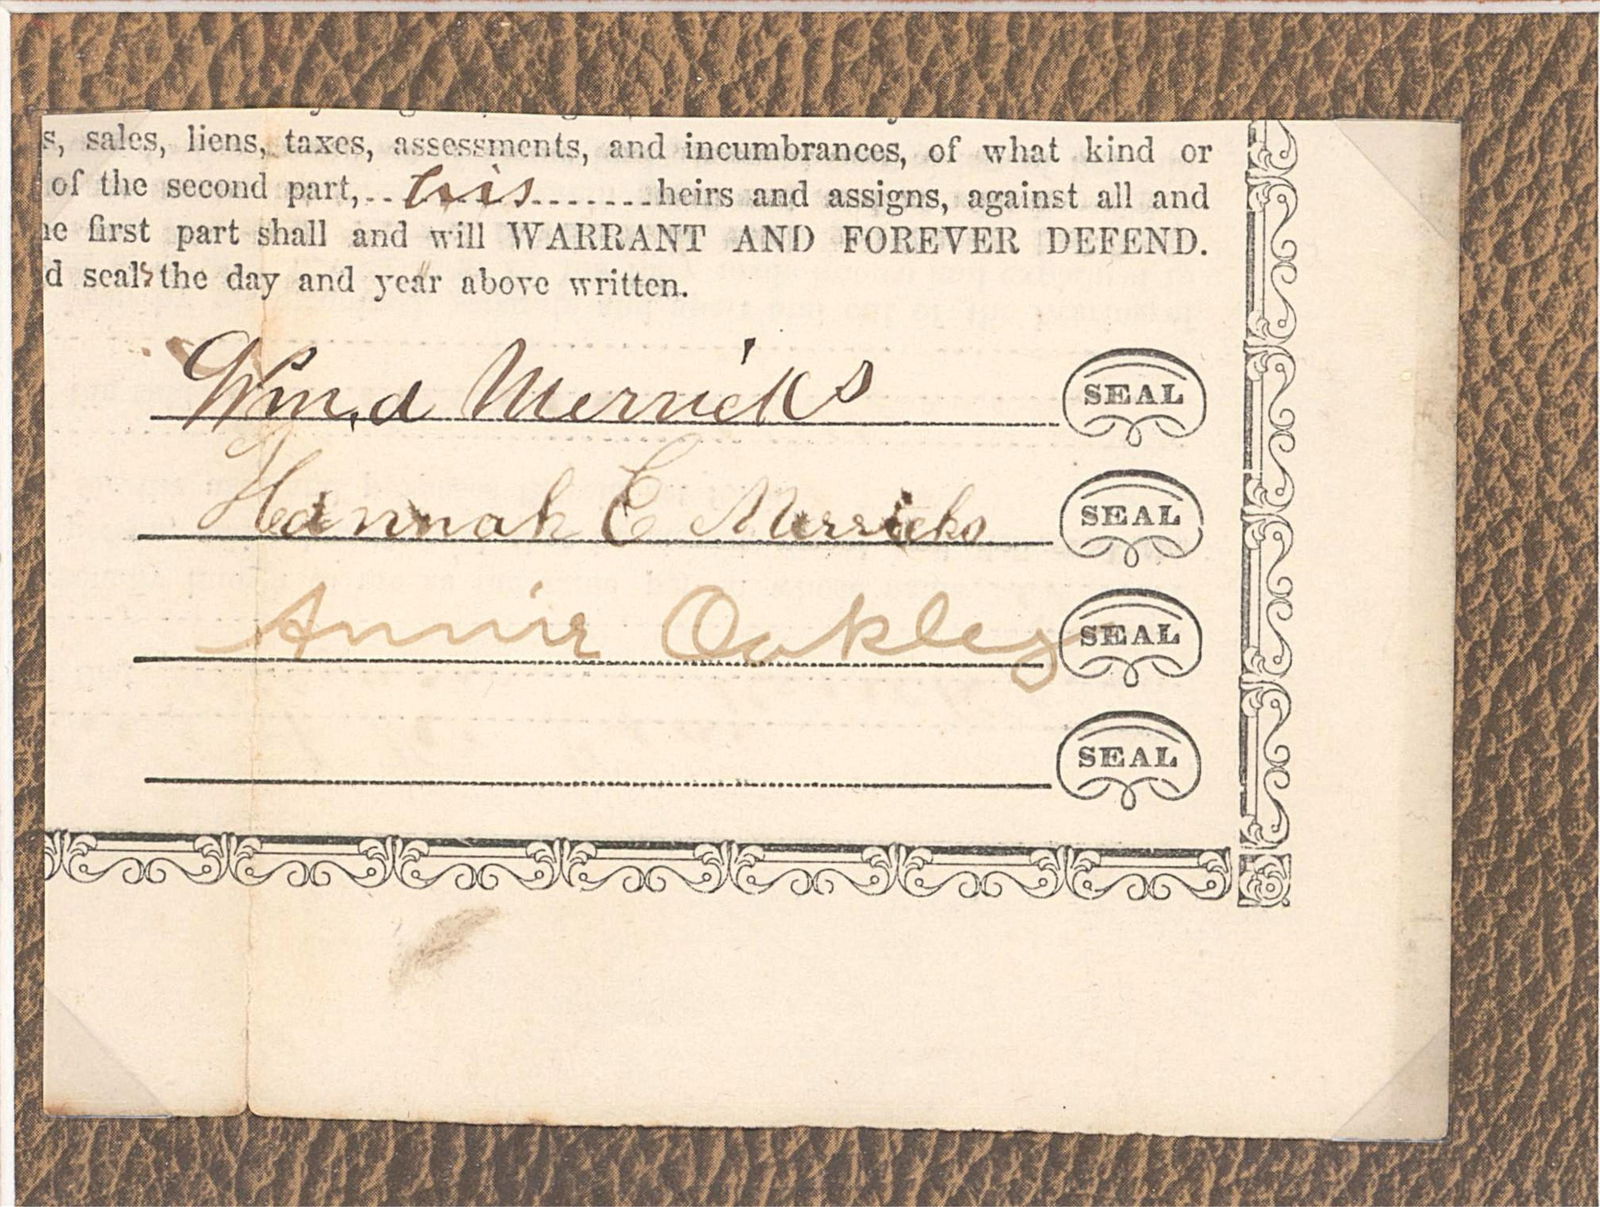 s, sales, liens, taxes, assessments, and incumbrances, of what kind or
of the second part,..his.......heirs and assigns, against all and
he first part shall and will WARRANT AND FOREVER DEFEND.
d seals the day and year above written.
Wm. a Merricks SEAL
Hannah E Merricks SEAL
Annie Oakley SEAL
SEAL